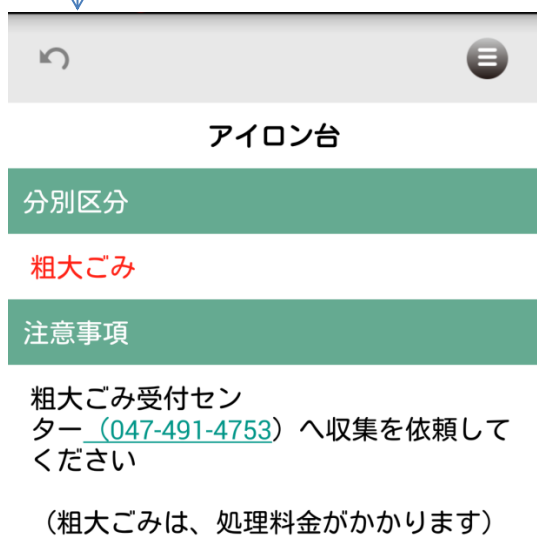 アイロン台
分別区分
粗大ごみ
注意事項
粗大ごみ受付セン
ター（047-491-4753）へ収集を依頼して
ください
（粗大ごみは、処理料金がかかります）